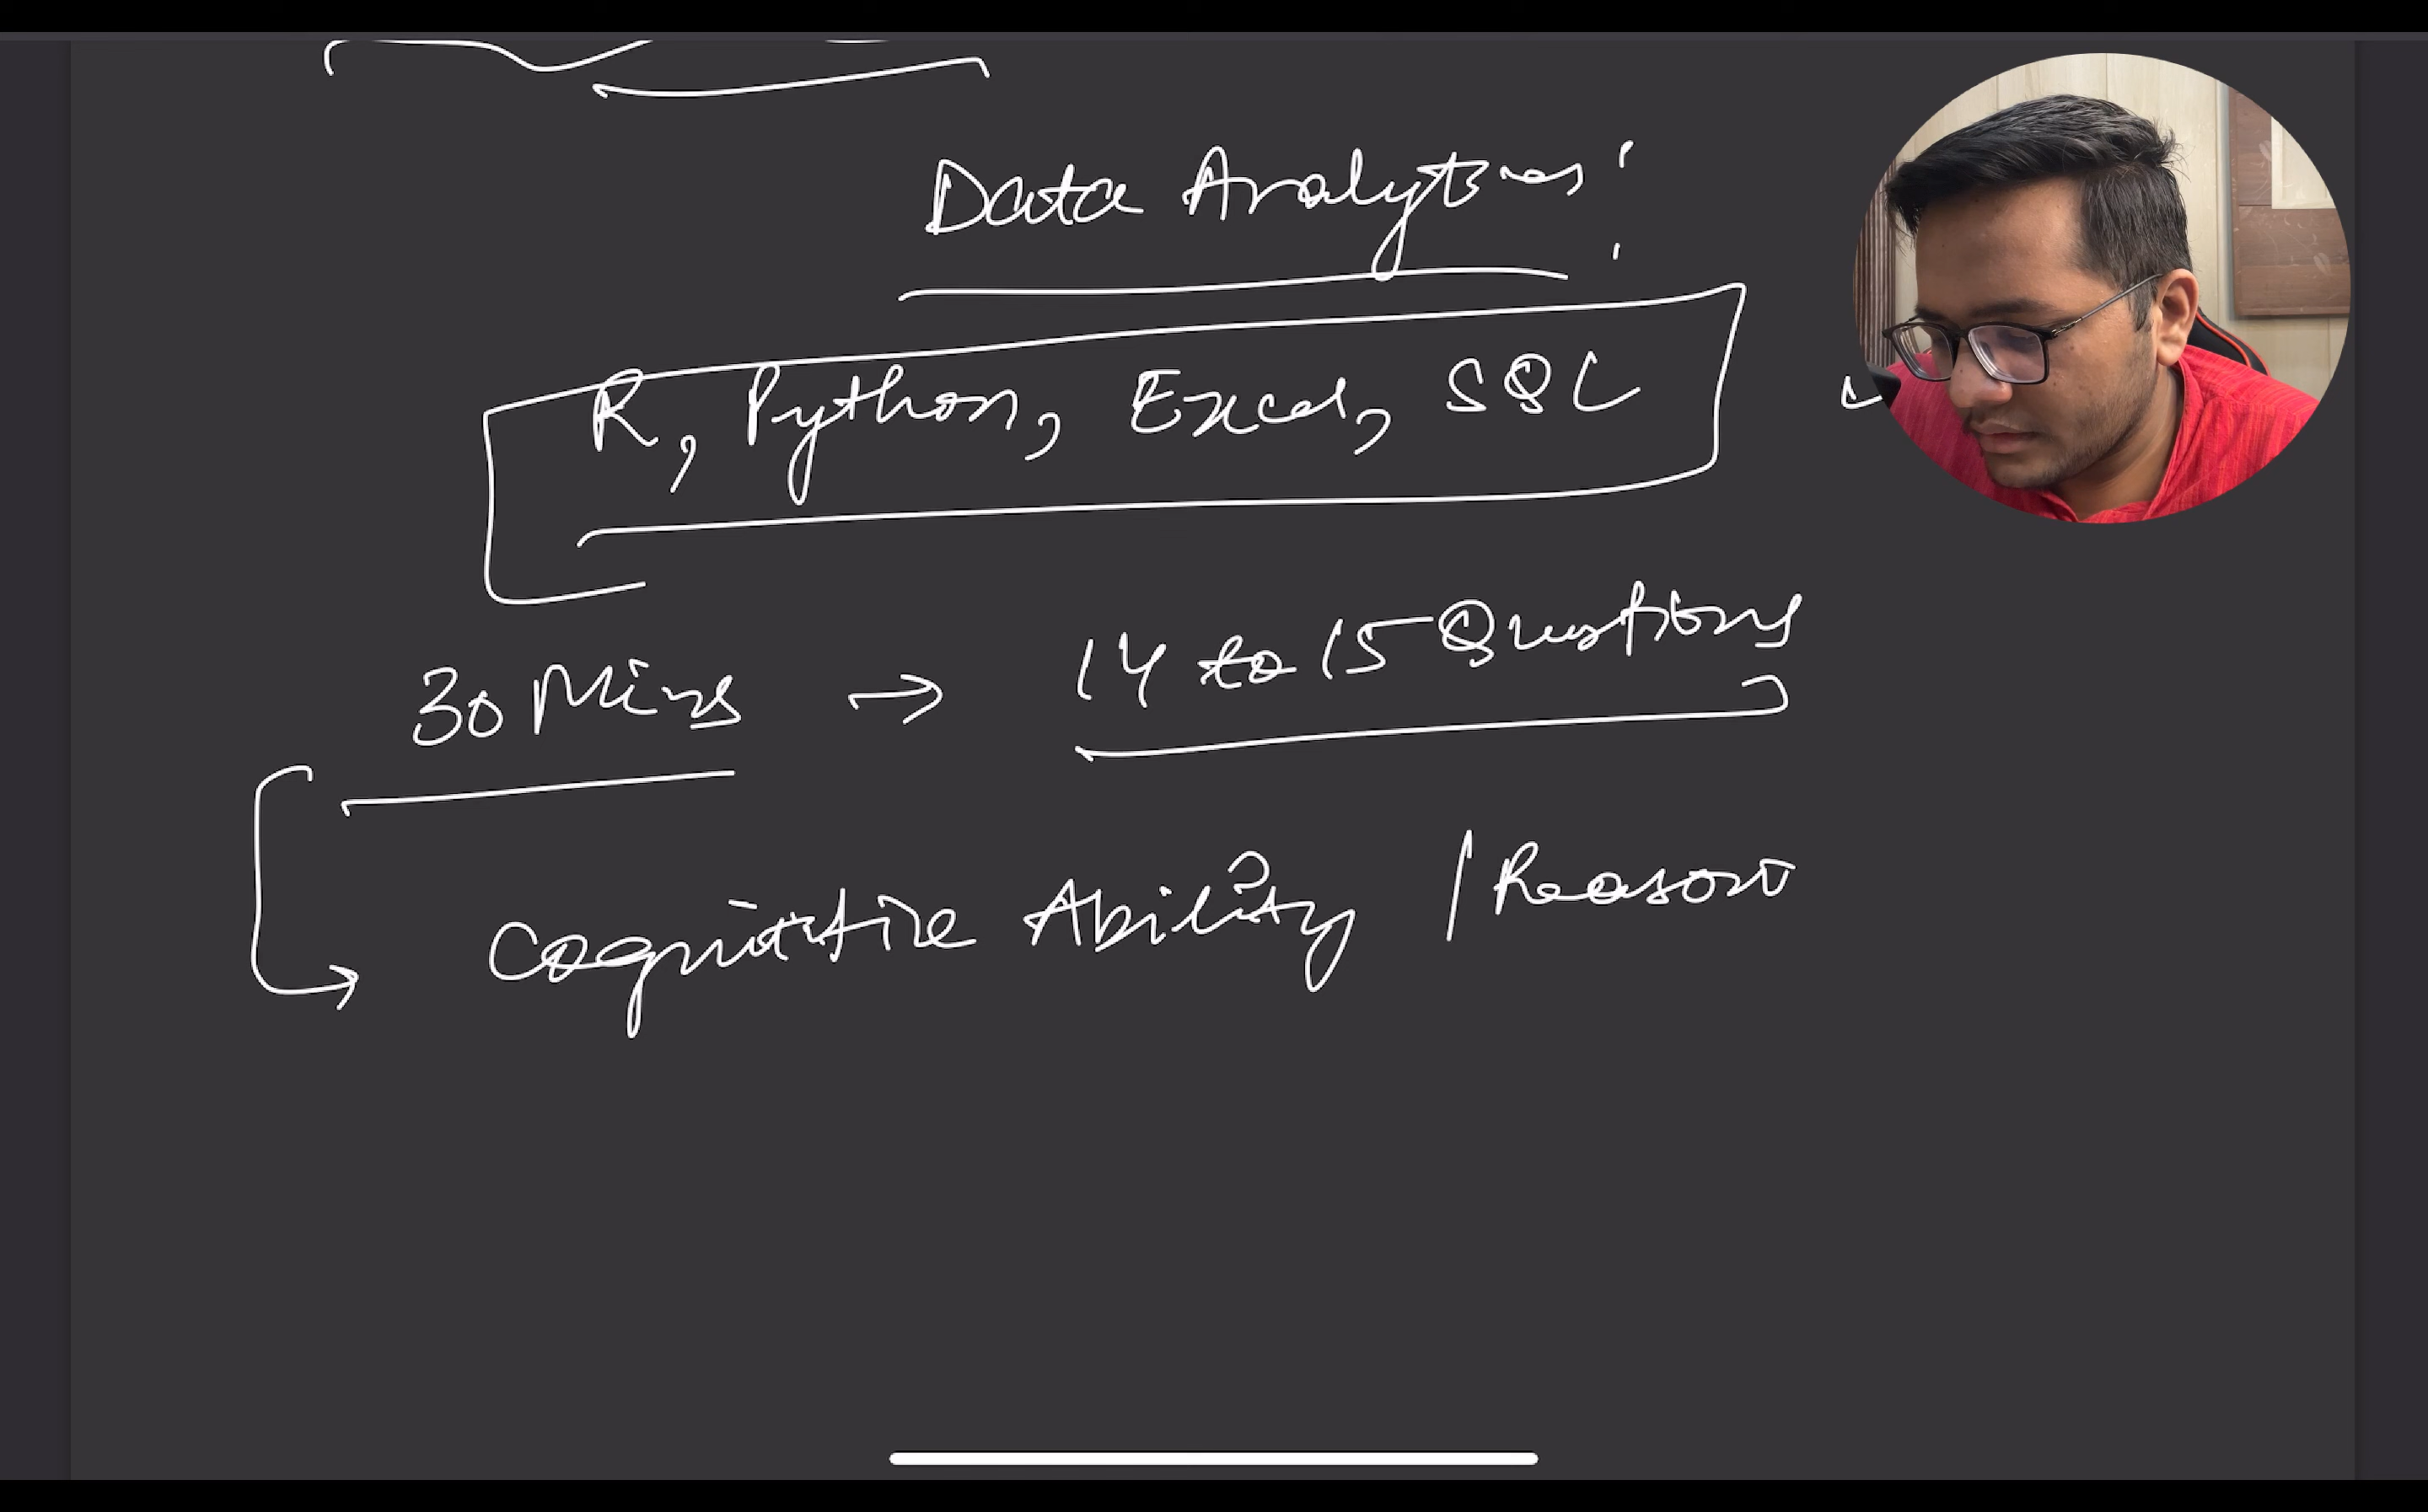 Data Analytics:
R, Python, Excel, SQL
30 Mins → 14 to 15 Questions
Cognitive Ability / Reason